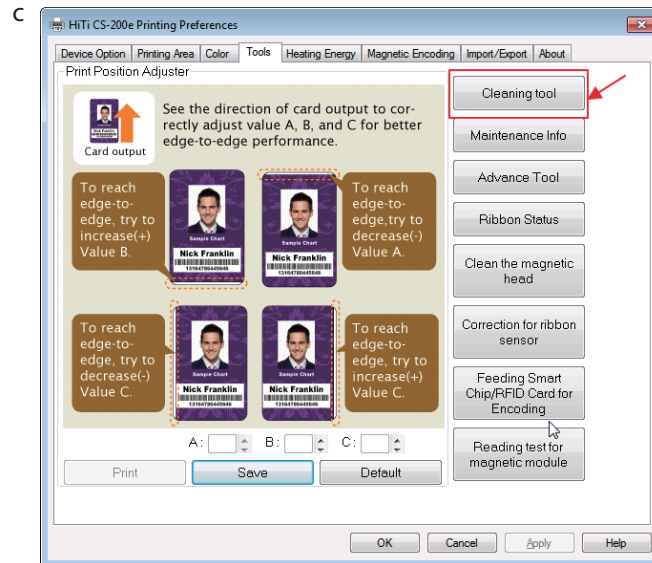 C
HiTi CS-200e Printing Preferences
Device Option
Printing Area
Color
Tools
Heating Energy
Magnetic Encoding
Import/Export
About
Print Position Adjuster
Card output
See the direction of card output to cor-
rectly adjust value A, B, and C for better
edge-to-edge performance.
To reach
edge-to-
edge, try to
increase(+)
Value B.
Sample Chart
Nick Franklin
13164786445646
Sample Chart
Nick Franklin
13164786445646
To reach
edge-to-
edge,try to
decrease(-)
Value A.
To reach
edge-to-
edge, try to
decrease(-)
Value C.
Sample Chart
Nick Franklin
13164786445646
Sample Chart
Nick Franklin
13164786445646
To reach
edge-to-
edge, try to
increase(+)
Value C.
A:
B:
C:
Print
Save
Default
Cleaning tool
Maintenance Info
Advance Tool
Ribbon Status
Clean the magnetic
head
Correction for ribbon
sensor
Feeding Smart
Chip/RFID Card for
Encoding
Reading test for
magnetic module
OK
Cancel
Apply
Help